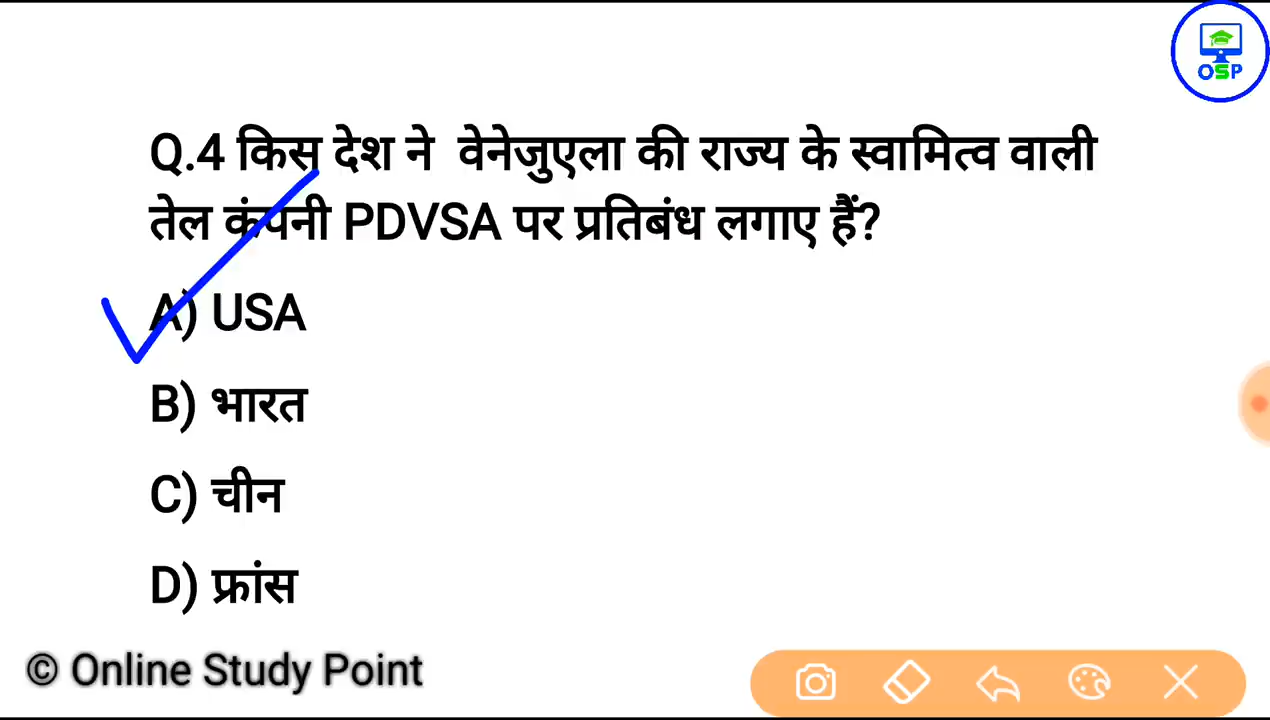 OSP
Q.4 किस देश ने वेनेजुएला की राज्य के स्वामित्व वाली
तेल कंपनी PDVSA पर प्रतिबंध लगाए हैं?
A) USA
B) भारत
C) चीन
D) फ्रांस
© Online Study Point